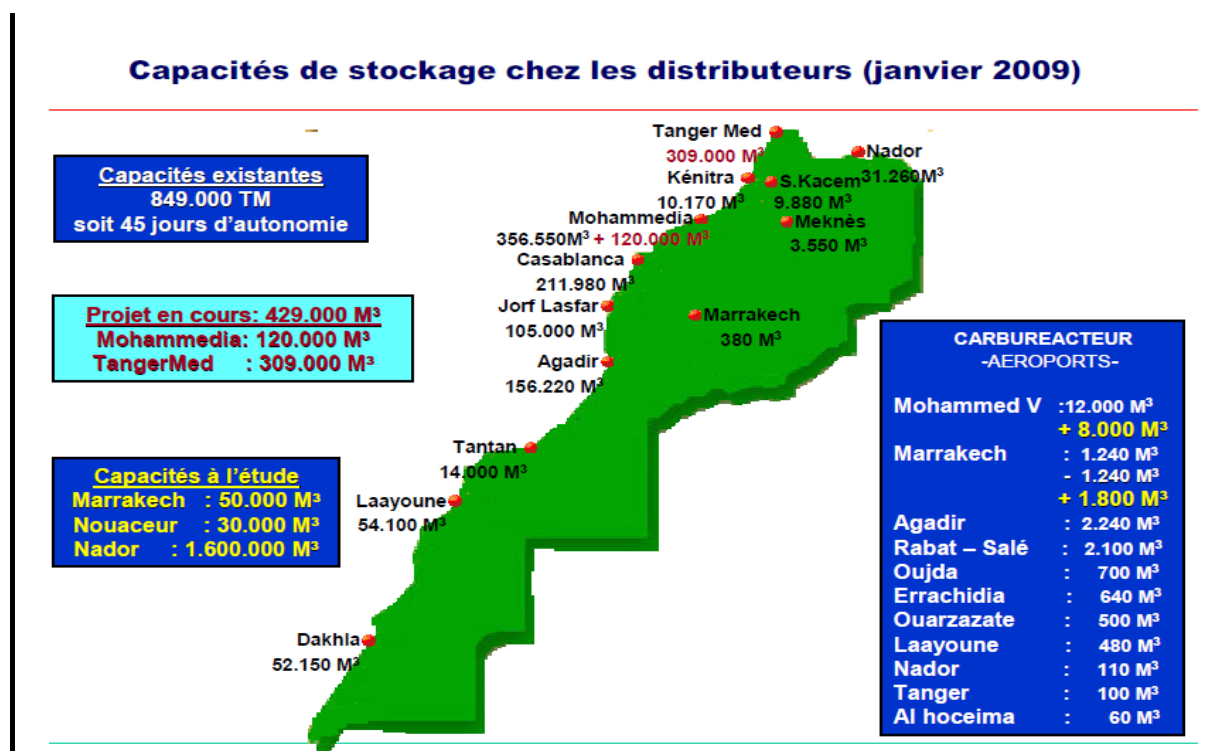 Capacités de stockage chez les distributeurs (janvier 2009)
Capacités existantes
849.000 TM
soit 45 jours d'autonomie
Projet en cours: 429.000 M³
Mohammedia: 120.000 M³
TangerMed : 309.000 M³
Capacités à l'étude
Marrakech : 50.000 M³
Nouaceur : 30.000 M³
Nador : 1.600.000 M³
Tanger Med
309.000 M³
Nador
31.260M³
Kénitra
10.170 M³
S.Kacem
9.880 M³
Mohammedia
356.550M³ + 120.000 M³
Meknès
3.550 M³
Casablanca
211.980 M³
Jorf Lasfar
105.000 M³
Marrakech
380 M³
Agadir
156.220 M³
Tantan
14.000 M³
Laayoune
54.100 M³
Dakhla
52.150 M³
CARBUREACTEUR
-AEROPORTS-
Mohammed V :12.000 M³
+ 8.000 M³
Marrakech : 1.240 M³
- 1.240 M³
+ 1.800 M³
Agadir : 2.240 M³
Rabat – Salé : 2.100 M³
Oujda : 700 M³
Errachidia : 640 M³
Ouarzazate : 500 M³
Laayoune : 480 M³
Nador : 110 M³
Tanger : 100 M³
Al hoceima : 60 M³